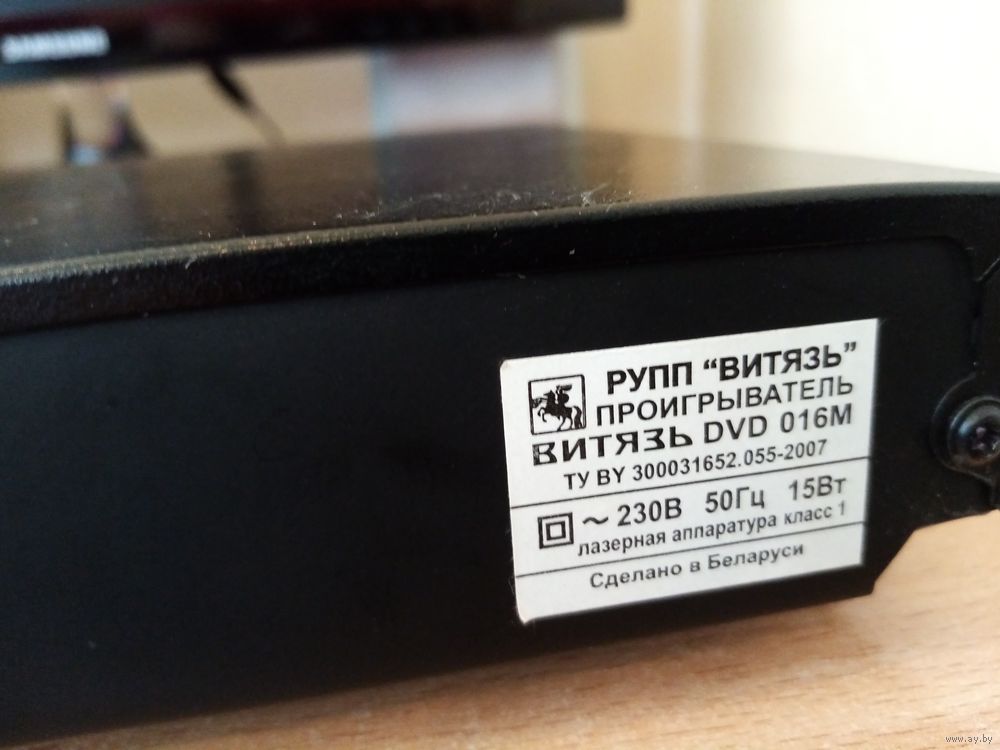 SAMSUNG
РУПП “ВИТЯЗЬ”
ПРОИГРЫВАТЕЛЬ
ВИТЯЗЬ DVD 016М
ТУ BY 300031652.055-2007
~ 230В 50Гц 15Вт
лазерная аппаратура класс 1
Сделано в Беларуси
www.ay.by